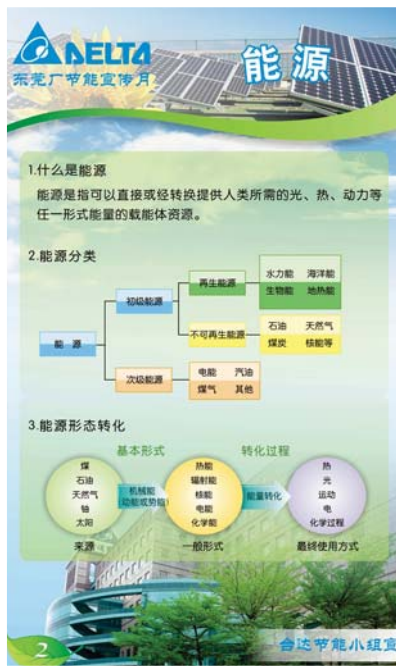 DELTA
东莞厂节能宣传月
能源
1.什么是能源
能源是指可以直接或经转换提供人类所需的光、热、动力等
任一形式能量的载能体资源。
2.能源分类
能 源
初级能源
再生能源
水力能 海洋能
生物能 地热能
不可再生能源
石油 天然气
煤炭 核能等
次级能源
电能 汽油
煤气 其他
3.能源形态转化
基本形式
转化过程
煤
石油
天然气
铀
太阳
机械能
(动能或势能)
热能
辐射能
核能
电能
化学能
能量转化
热
光
运动
电
化学过程
来源
一般形式
最终使用方式
2
台达节能小组宣